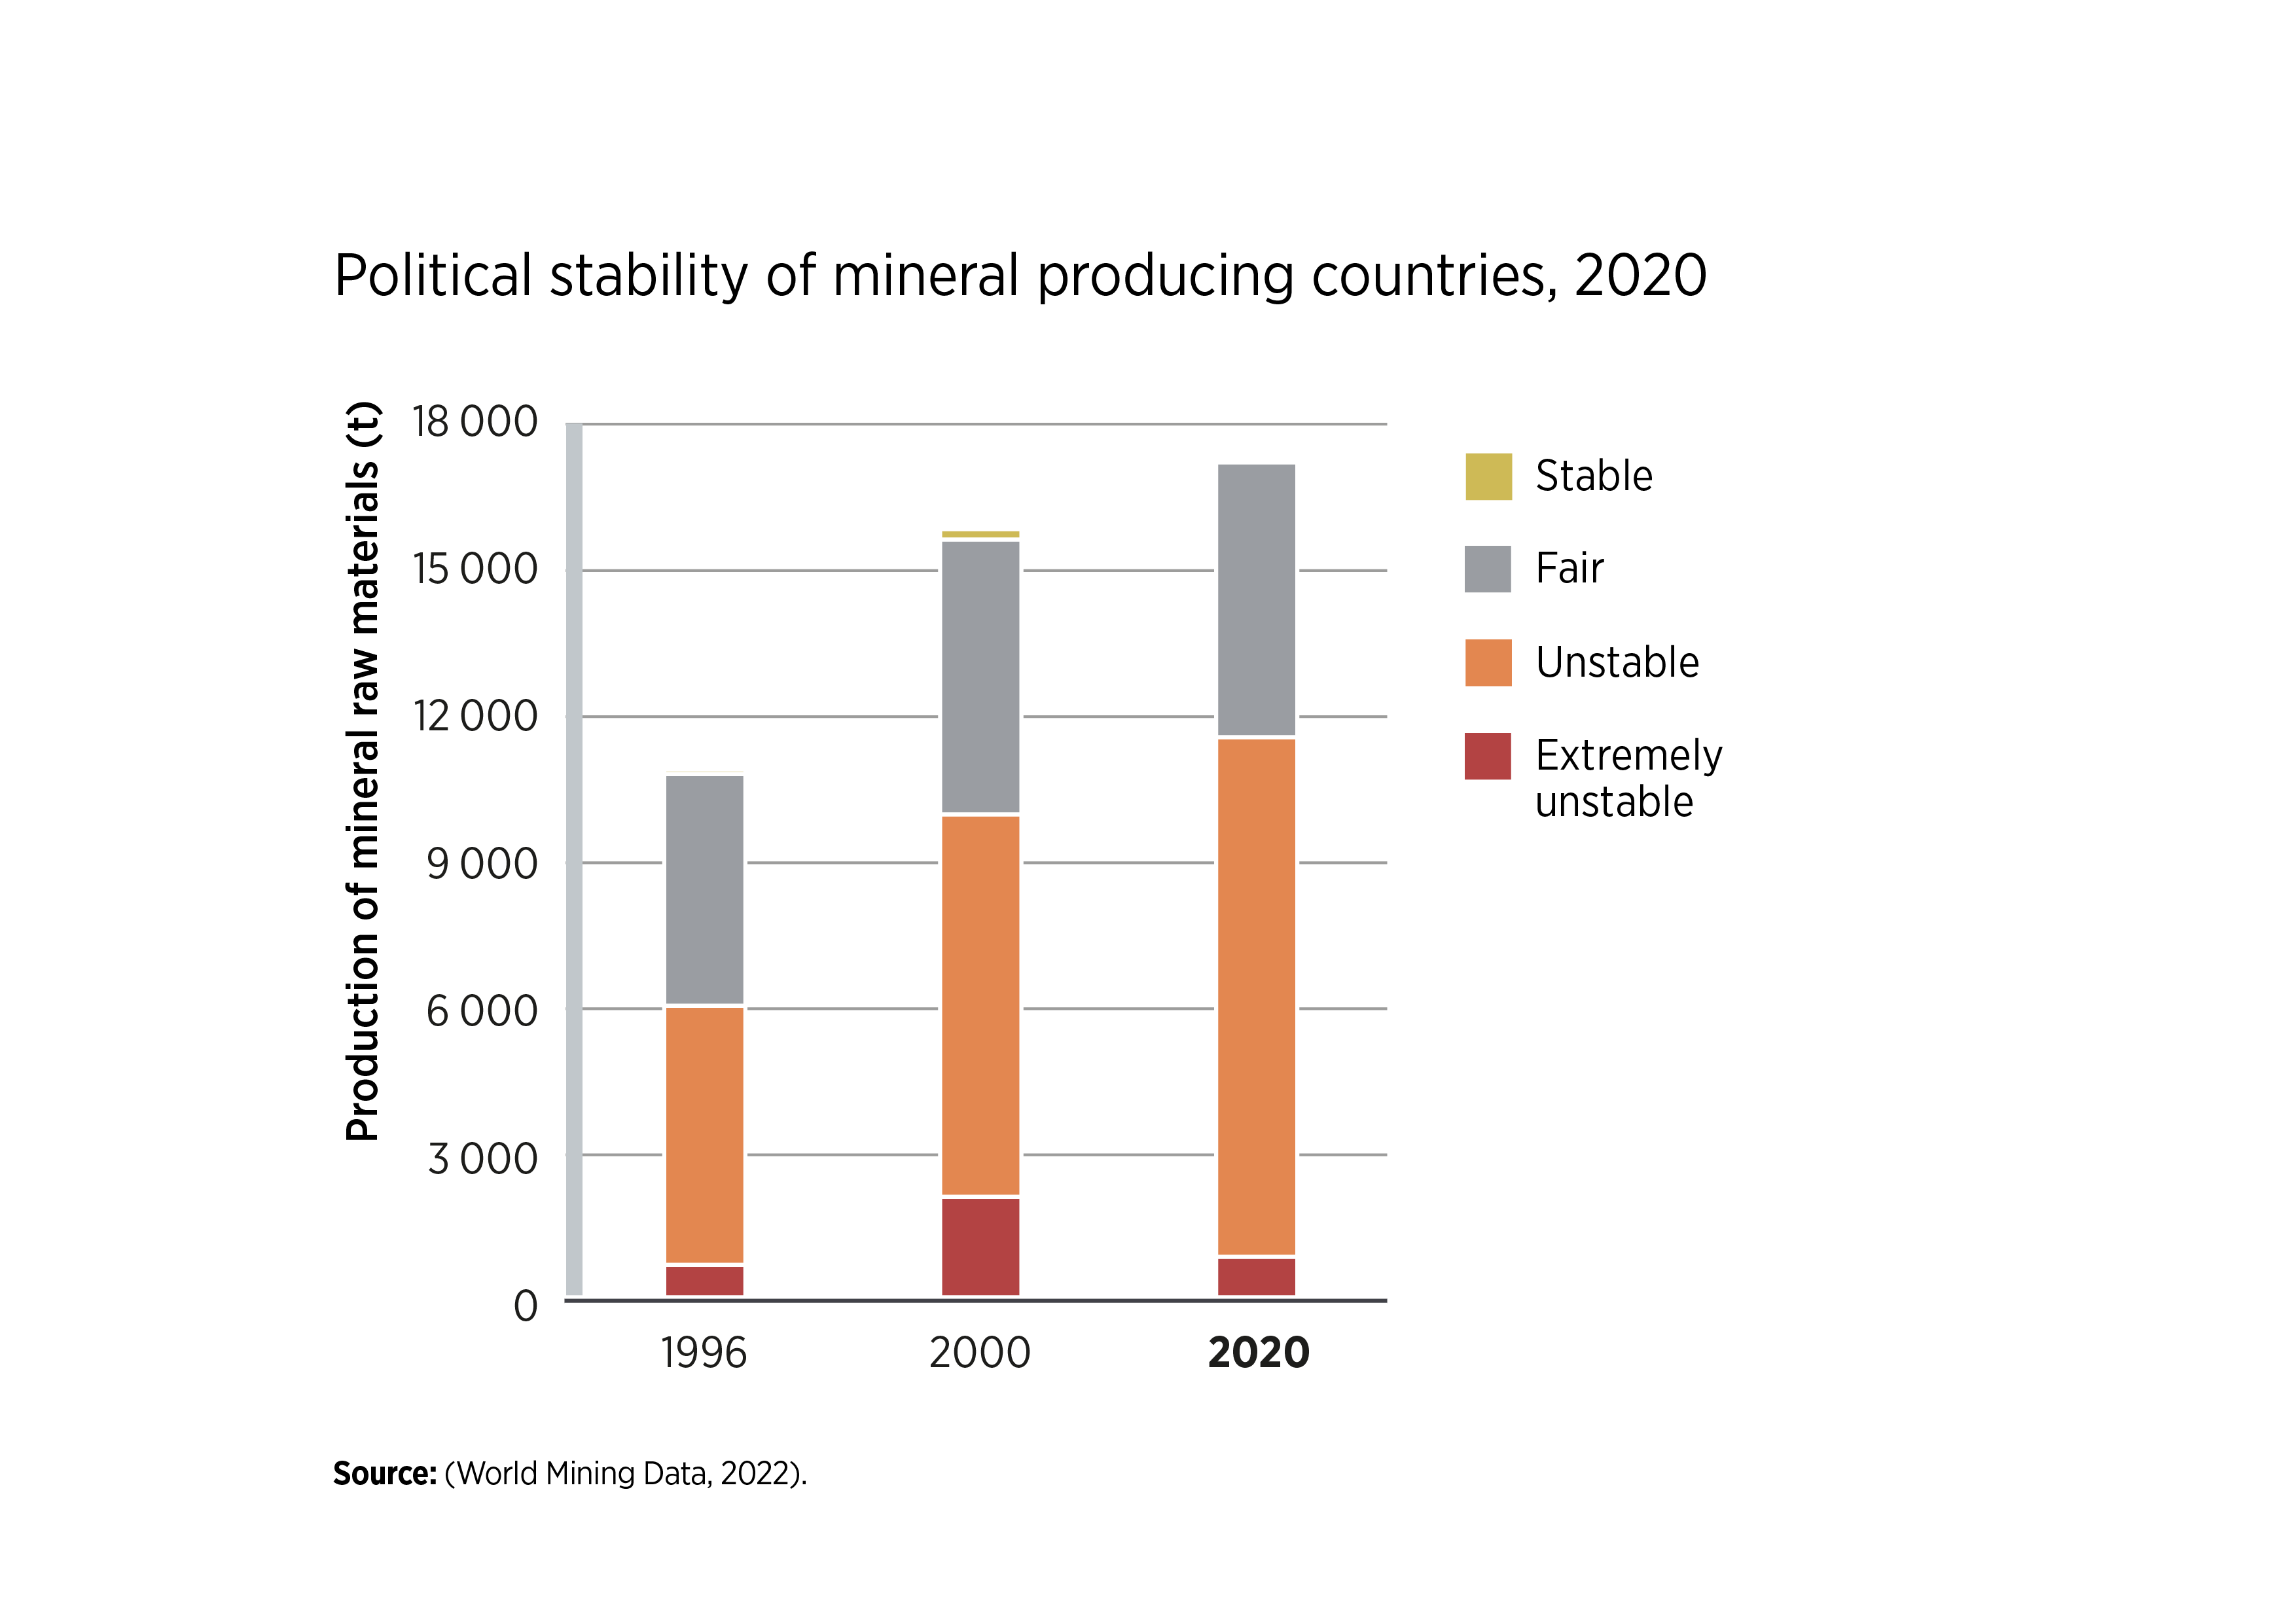 Political stability of mineral producing countries, 2020
Production of mineral raw materials (t)
18 000
15 000
12 000
9 000
6 000
3 000
0
1996
2000
2020
Stable
Fair
Unstable
Extremely
unstable
Source: (World Mining Data, 2022).